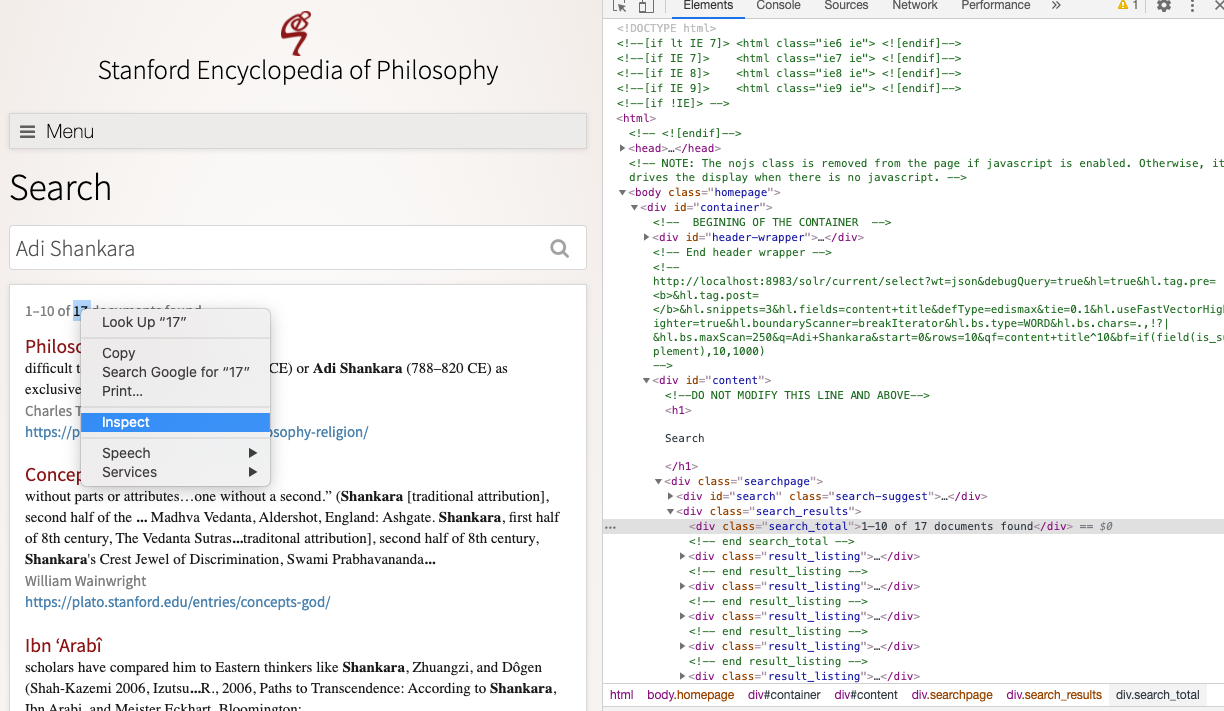 Stanford Encyclopedia of Philosophy
Menu
Search
Adi Shankara
1–10 of 17 documents found
Look Up “17”
Copy
Search Google for “17”
Print...
Inspect
Speech
Services
CE) or Adi Shankara (788–820 CE) as
exclusive
https://p
osophy-religion/
without parts or attributes…one without a second.” (Shankara [traditional attribution],
second half of the ... Madhva Vedanta, Aldershot, England: Ashgate. Shankara, first half
of 8th century, The Vedanta Sutras...traditonal attribution], second half of 8th century,
Shankara's Crest Jewel of Discrimination, Swami Prabhavananda...
William Wainwright
https://plato.stanford.edu/entries/concepts-god/
Ibn ‘Arabî
scholars have compared him to Eastern thinkers like Shankara, Zhuangzi, and Dôgen
(Shah-Kazemi 2006, Izutsu...R., 2006, Paths to Transcendence: According to Shankara,
Ibn Arabi, and Meister Eckhart, Bloomington:
Elements Console Sources Network Performance » 1
<!DOCTYPE html>
<!--[if lt IE 7]> <html class="ie6 ie"> <![endif]-->
<!--[if IE 7]> <html class="ie7 ie"> <![endif]-->
<!--[if IE 8]> <html class="ie8 ie"> <![endif]-->
<!--[if IE 9]> <html class="ie9 ie"> <![endif]-->
<!--[if !IE]> -->
<html>
<!-- <![endif]-->
<head>…</head>
<!-- NOTE: The nojs class is removed from the page if javascript is enabled. Otherwise, it
drives the display when there is no javascript. -->
<body class="homepage">
<div id="container">
<!-- BEGINING OF THE CONTAINER -->
<div id="header-wrapper">…</div>
<!-- End header wrapper -->
<!--
http://localhost:8983/solr/current/select?wt=json&debugQuery=true&hl=true&hl.tag.pre=
<b>&hl.tag.post=
</b>&hl.snippets=3&hl.fields=content+title&defType=edismax&tie=0.1&hl.useFastVectorHigh
ighter=true&hl.boundaryScanner=breakIterator&hl.bs.type=WORD&hl.bs.chars=.,!?|
&hl.bs.maxScan=250&q=Adi+Shankara&start=0&rows=10&qf=content+title^10&bf=if(field(is_su
plement),10,1000)
-->
<div id="content">
<!--DO NOT MODIFY THIS LINE AND ABOVE-->
<h1>
Search
</h1>
<div class="searchpage">
<div id="search" class="search-suggest">…</div>
<div class="search_results">
<div class="search_total">1–10 of 17 documents found</div> == $0
<!-- end search_total -->
<div class="result_listing">…</div>
<!-- end result_listing -->
<div class="result_listing">…</div>
<!-- end result_listing -->
<div class="result_listing">…</div>
<!-- end result_listing -->
<div class="result_listing">…</div>
<!-- end result_listing -->
<div class="result_listing">…</div>
html body.homepage div#container div#content div.searchpage div.search_results div.search_total